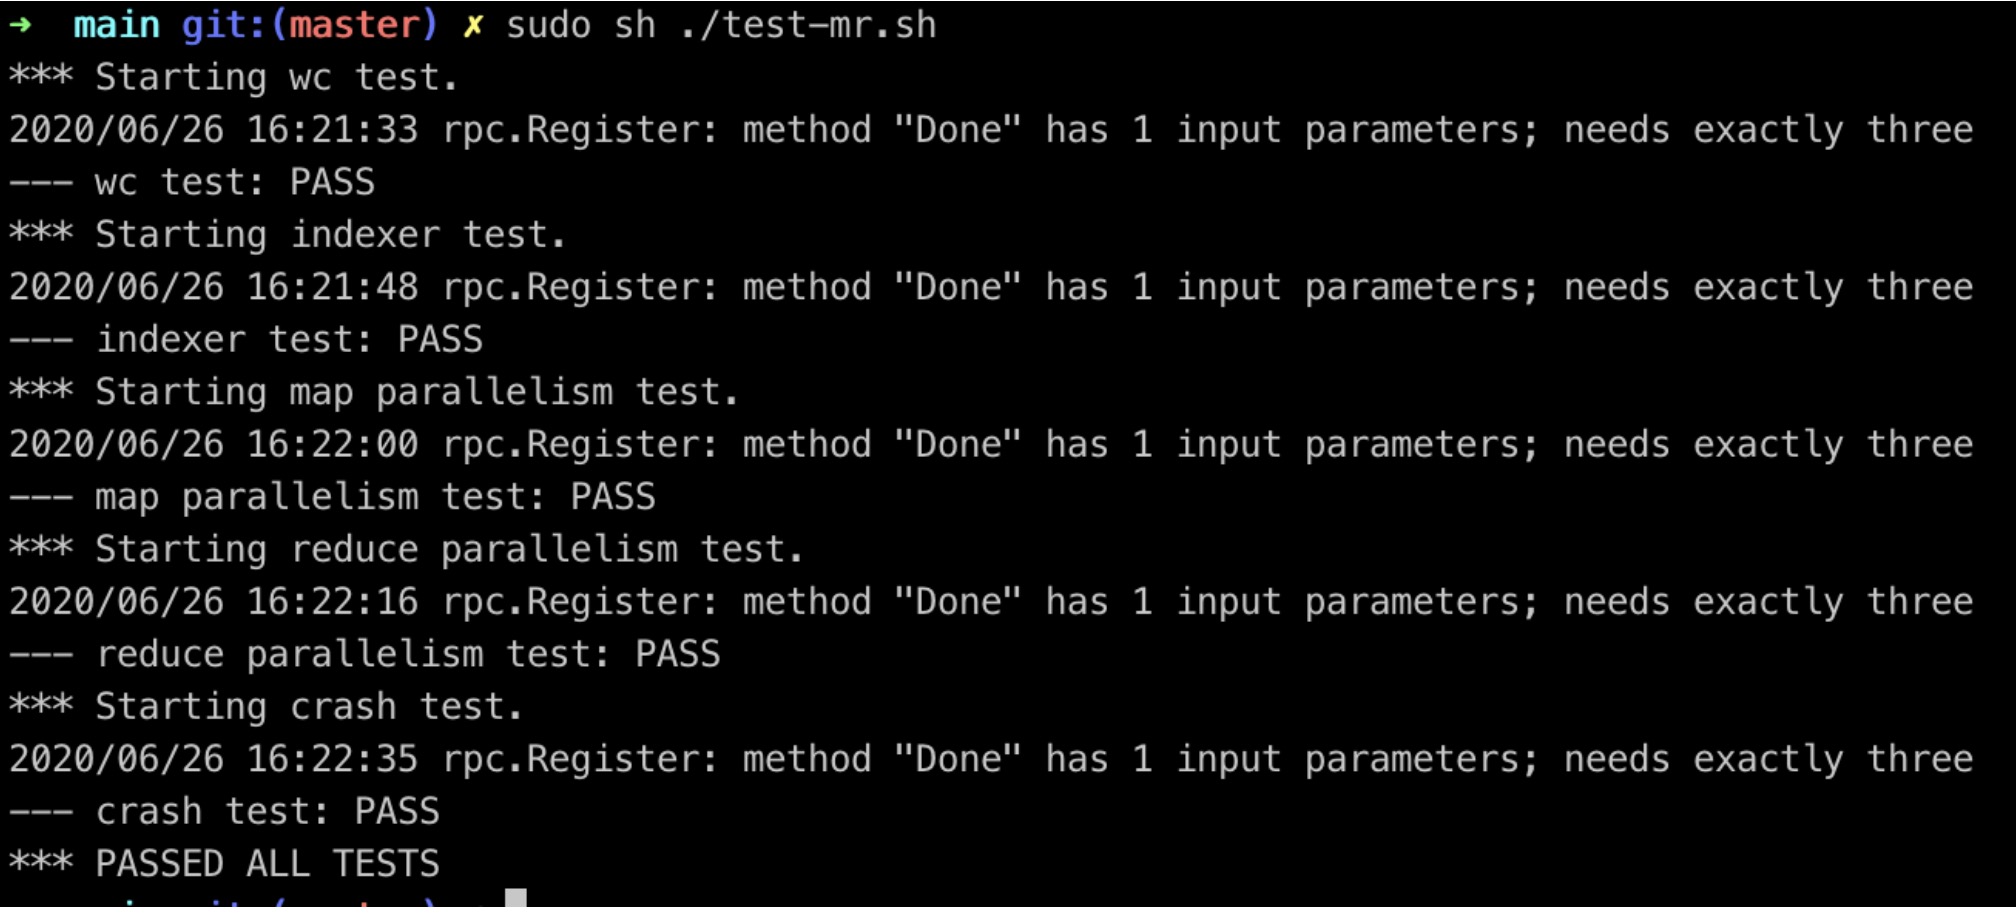 ➜ main git:(master) ✗ sudo sh ./test-mr.sh
*** Starting wc test.
2020/06/26 16:21:33 rpc.Register: method "Done" has 1 input parameters; needs exactly three
--- wc test: PASS
*** Starting indexer test.
2020/06/26 16:21:48 rpc.Register: method "Done" has 1 input parameters; needs exactly three
--- indexer test: PASS
*** Starting map parallelism test.
2020/06/26 16:22:00 rpc.Register: method "Done" has 1 input parameters; needs exactly three
--- map parallelism test: PASS
*** Starting reduce parallelism test.
2020/06/26 16:22:16 rpc.Register: method "Done" has 1 input parameters; needs exactly three
--- reduce parallelism test: PASS
*** Starting crash test.
2020/06/26 16:22:35 rpc.Register: method "Done" has 1 input parameters; needs exactly three
--- crash test: PASS
*** PASSED ALL TESTS